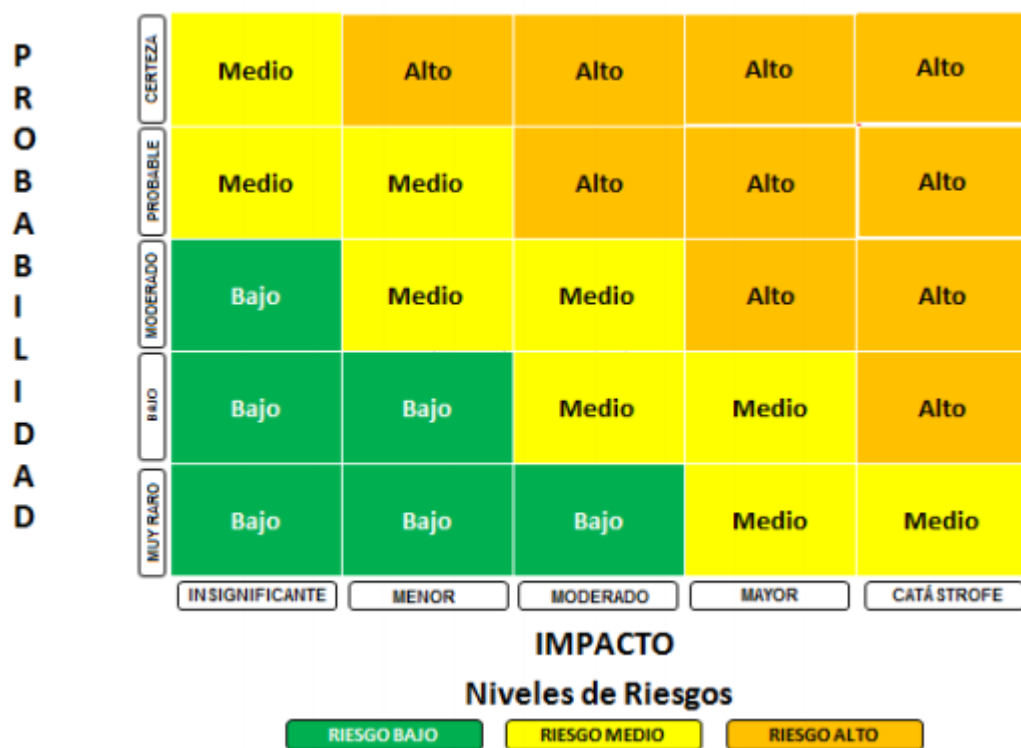 PROBABILIDAD
CERTEZA
Medio Alto Alto Alto Alto
PROBABLE
Medio Medio Alto Alto Alto
MODERADO
Bajo Medio Medio Alto Alto
BAJO
Bajo Bajo Medio Medio Alto
MUY RARO
Bajo Bajo Bajo Medio Medio
INSIGNIFICANTE MENOR MODERADO MAYOR CATÁSTROFE
IMPACTO
Niveles de Riesgos
RIESGO BAJO RIESGO MEDIO RIESGO ALTO